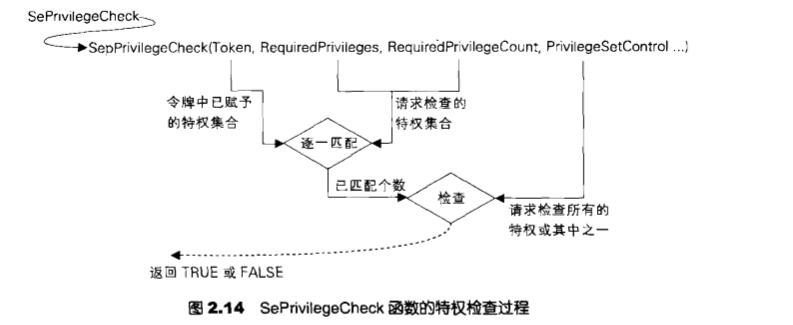 SePrivilegeCheck
SepPrivilegeCheck(Token, RequiredPrivileges, RequiredPrivilegeCount, PrivilegeSetControl ...)
令牌中已赋予
的特权集合
请求检查的
特权集合
逐一匹配
已匹配个数
检查
请求检查所有的
特权或其中之一
返回 TRUE 或 FALSE
图 2.14 SePrivilegeCheck 函数的特权检查过程